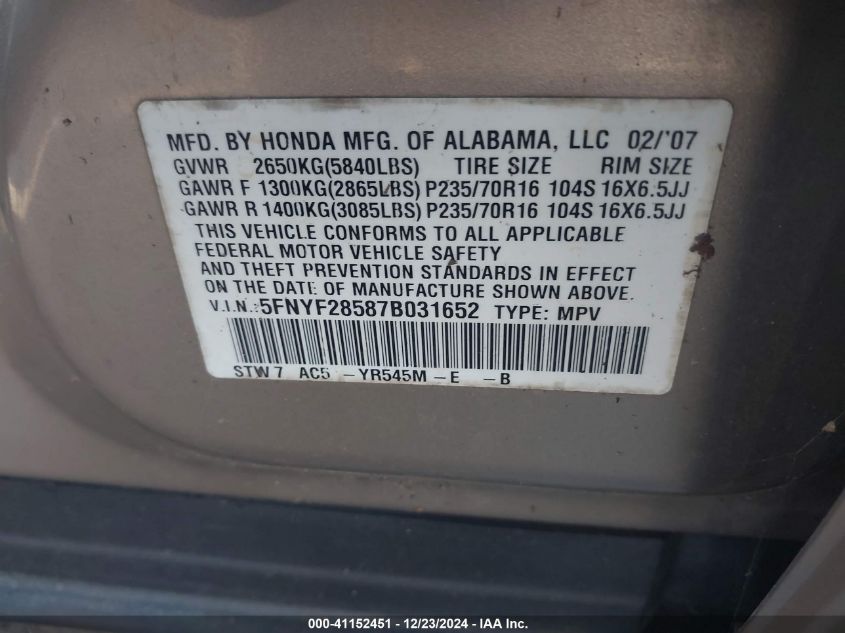 MFD. BY HONDA MFG. OF ALABAMA, LLC 02/'07
GVWR 2650KG(5840LBS) TIRE SIZE RIM SIZE
GAWR F 1300KG(2865LBS) P235/70R16 104S 16X6.5JJ
GAWR R 1400KG(3085LBS) P235/70R16 104S 16X6.5JJ
THIS VEHICLE CONFORMS TO ALL APPLICABLE
FEDERAL MOTOR VEHICLE SAFETY
AND THEFT PREVENTION STANDARDS IN EFFECT
ON THE DATE OF MANUFACTURE SHOWN ABOVE.
V.I.N.: 5FNYF28587B031652 TYPE: MPV
STW7 AC5 -YR545M-E -B
000-41152451 - 12/23/2024 - IAA Inc.